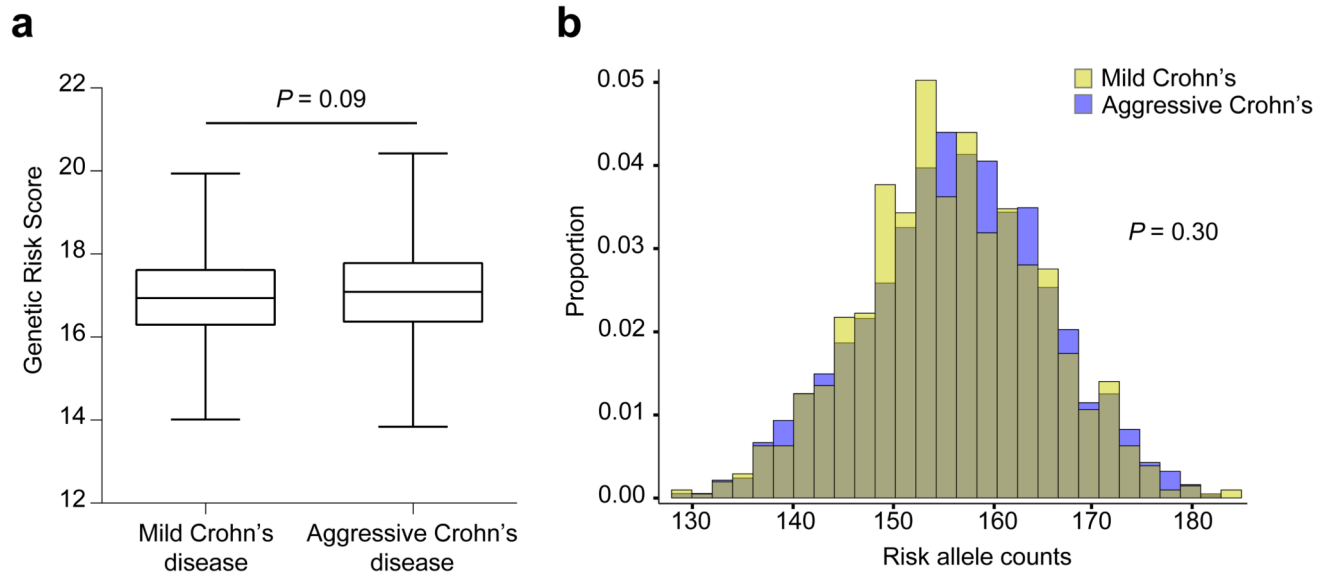 a
22
20
18
16
14
12
Genetic Risk Score
P = 0.09
Mild Crohn's
disease
Aggressive Crohn's
disease
b
0.05
0.04
0.03
0.02
0.01
0.00
Proportion
Mild Crohn's
Aggressive Crohn's
P = 0.30
130 140 150 160 170 180
Risk allele counts